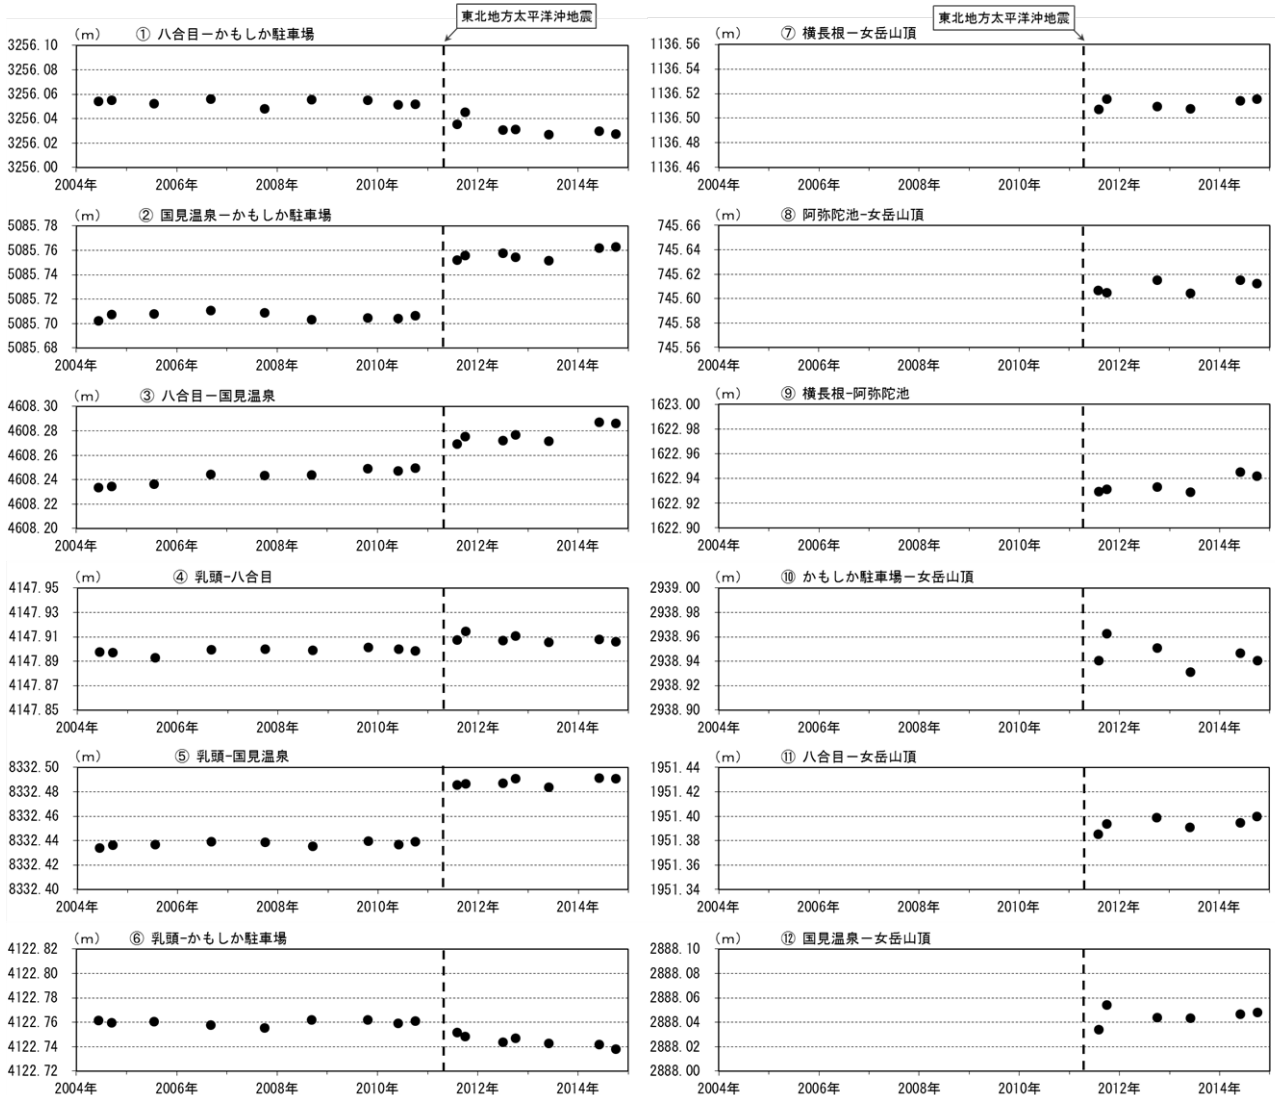 東北地方太平洋沖地震
(m) ① 八合目－かもしか駐車場
3256.10
3256.08
3256.06
3256.04
3256.02
3256.00
2004年 2006年 2008年 2010年 2012年 2014年
(m) ② 国見温泉－かもしか駐車場
5085.78
5085.76
5085.74
5085.72
5085.70
5085.68
2004年 2006年 2008年 2010年 2012年 2014年
(m) ③ 八合目－国見温泉
4608.30
4608.28
4608.26
4608.24
4608.22
4608.20
2004年 2006年 2008年 2010年 2012年 2014年
(m) ④ 乳頭-八合目
4147.95
4147.93
4147.91
4147.89
4147.87
4147.85
2004年 2006年 2008年 2010年 2012年 2014年
(m) ⑤ 乳頭-国見温泉
8332.50
8332.48
8332.46
8332.44
8332.42
8332.40
2004年 2006年 2008年 2010年 2012年 2014年
(m) ⑥ 乳頭-かもしか駐車場
4122.82
4122.80
4122.78
4122.76
4122.74
4122.72
2004年 2006年 2008年 2010年 2012年 2014年
東北地方太平洋沖地震
(m) ⑦ 横長根－女岳山頂
1136.56
1136.54
1136.52
1136.50
1136.48
1136.46
2004年 2006年 2008年 2010年 2012年 2014年
(m) ⑧ 阿弥陀池-女岳山頂
745.66
745.64
745.62
745.60
745.58
745.56
2004年 2006年 2008年 2010年 2012年 2014年
(m) ⑨ 横長根-阿弥陀池
1623.00
1622.98
1622.96
1622.94
1622.92
1622.90
2004年 2006年 2008年 2010年 2012年 2014年
(m) ⑩ かもしか駐車場－女岳山頂
2939.00
2938.98
2938.96
2938.94
2938.92
2938.90
2004年 2006年 2008年 2010年 2012年 2014年
(m) ⑪ 八合目－女岳山頂
1951.44
1951.42
1951.40
1951.38
1951.36
1951.34
2004年 2006年 2008年 2010年 2012年 2014年
(m) ⑫ 国見温泉－女岳山頂
2888.10
2888.08
2888.06
2888.04
2888.02
2888.00
2004年 2006年 2008年 2010年 2012年 2014年